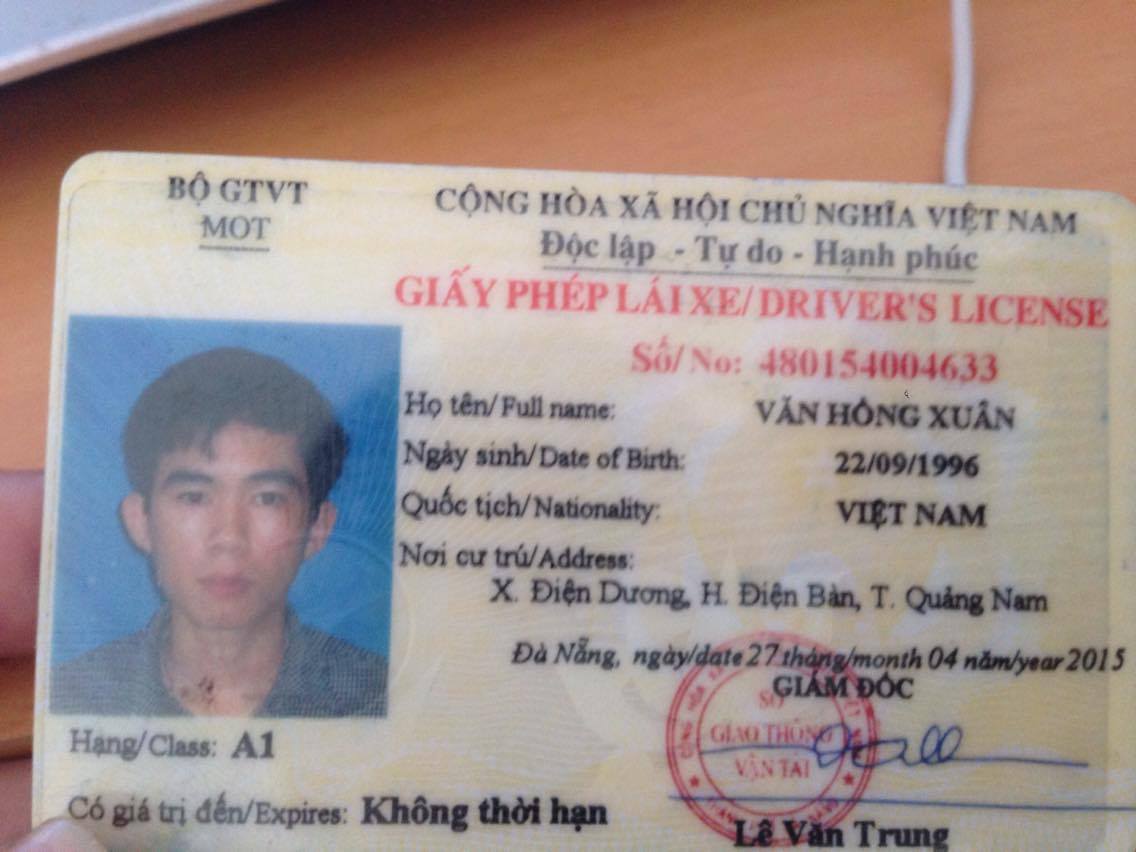 BỘ GTVT
MOT
CỘNG HÒA XÃ HỘI CHỦ NGHĨA VIỆT NAM
Độc lập - Tự do - Hạnh phúc
GIẤY PHÉP LÁI XE/ DRIVER'S LICENSE
Số/ No: 480154004633
Họ tên/ Full name: VĂN HỒNG XUÂN
Ngày sinh/ Date of Birth: 22/09/1996
Quốc tịch/ Nationality: VIỆT NAM
Nơi cư trú/Address:
X. Điện Dương, H. Điện Bàn, T. Quảng Nam
Đà Nẵng, ngày/date 27 tháng/month 04 năm/year 2015
GIÁM ĐỐC
SỞ
GIAO THÔNG
VẬN TẢI
Hạng/Class: A1
Có giá trị đến/Expires: Không thời hạn
Lê Văn Trung